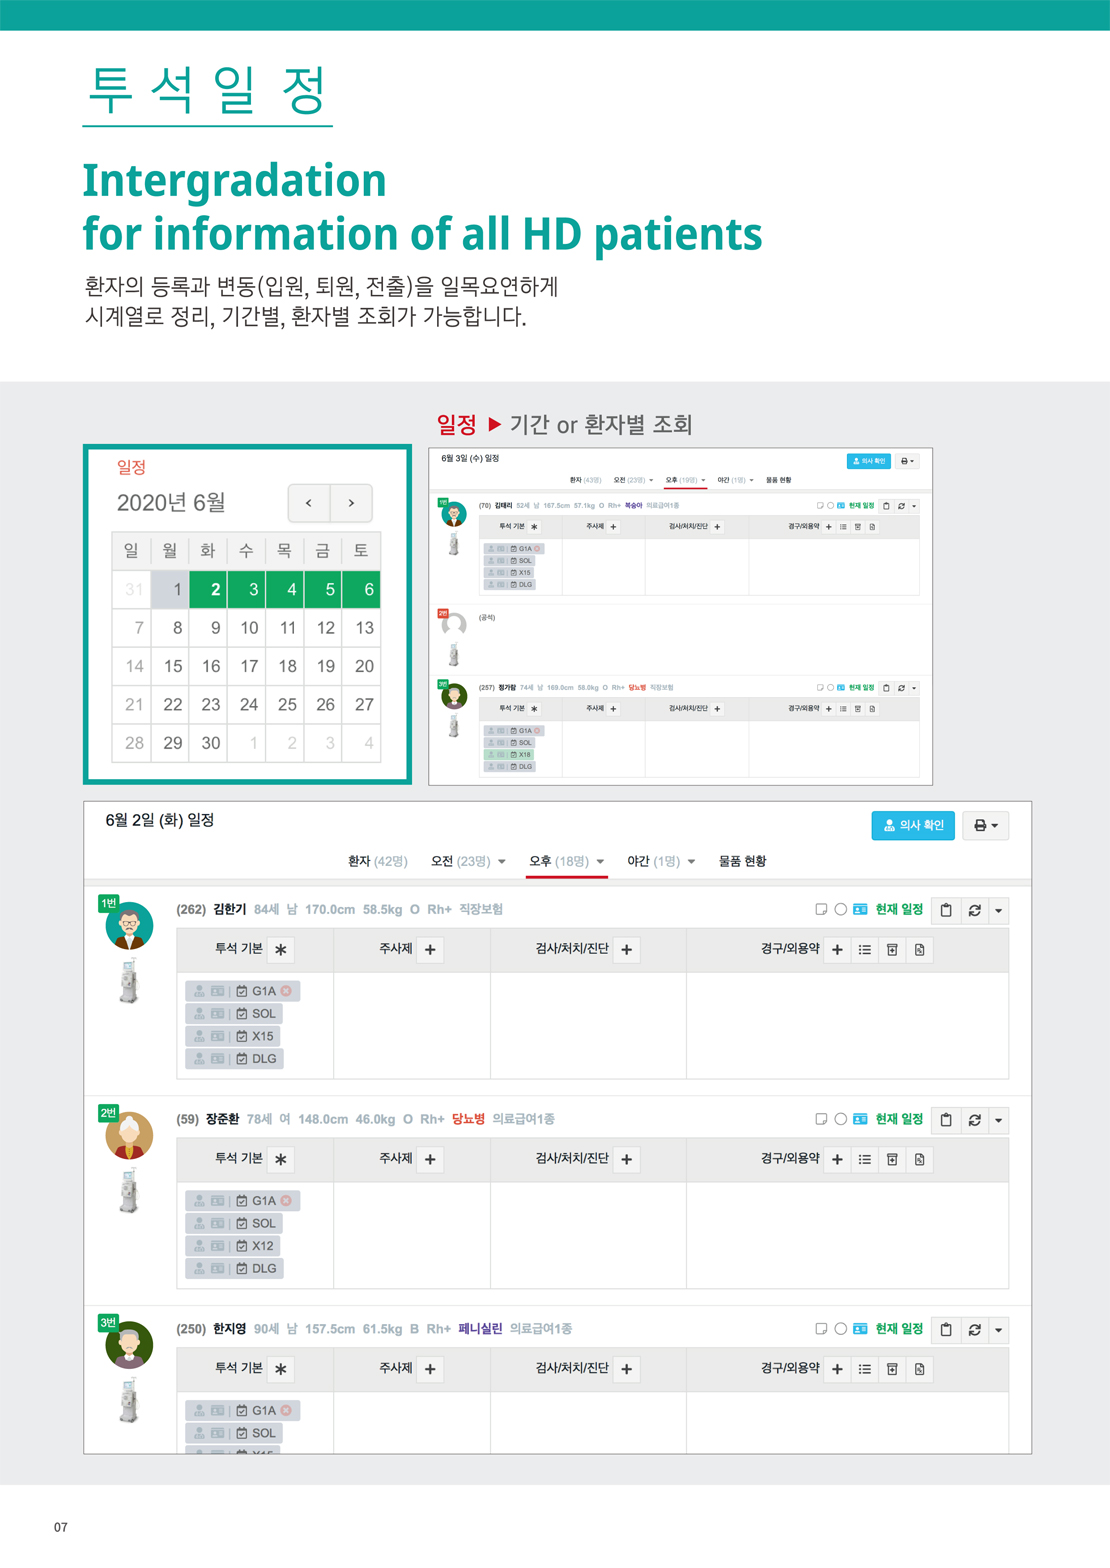 투석일 정
Intergradation
for information of all HD patients
환자의 등록과 변동(입원, 퇴원, 전출)을 일목요연하게
시계열로 정리, 기간별, 환자별 조회가 가능합니다.
일정 ▶ 기간 or 환자별 조회
일정
2020년 6월
일 월 화 수 목 금 토
31 1 2 3 4 5 6
7 8 9 10 11 12 13
14 15 16 17 18 19 20
21 22 23 24 25 26 27
28 29 30 1 2 3 4
6월 3일 (수) 일정
의사 확인
환자 (43명) 오전 (23명) 오후 (19명) 야간 (1명) 물품 현황
1번
(70) 김태리 52세 남 167.5cm 57.1kg O Rh+ 복숭아 의료급여1종 현재 일정
투석 기본 주사제 검사/처치/진단 경구/외용약
G1A
SOL
X15
DLG
2번
(공석)
3번
(257) 정가람 74세 남 169.0cm 58.0kg O Rh+ 당뇨병 직장보험 현재 일정
투석 기본 주사제 검사/처치/진단 경구/외용약
G1A
SOL
X18
DLG
6월 2일 (화) 일정
의사 확인
환자 (42명) 오전 (23명) 오후 (18명) 야간 (1명) 물품 현황
1번
(262) 김한기 84세 남 170.0cm 58.5kg O Rh+ 직장보험 현재 일정
투석 기본 주사제 검사/처치/진단 경구/외용약
G1A
SOL
X15
DLG
2번
(59) 장준환 78세 여 148.0cm 46.0kg O Rh+ 당뇨병 의료급여1종 현재 일정
투석 기본 주사제 검사/처치/진단 경구/외용약
G1A
SOL
X12
DLG
3번
(250) 한지영 90세 남 157.5cm 61.5kg B Rh+ 페니실린 의료급여1종 현재 일정
투석 기본 주사제 검사/처치/진단 경구/외용약
G1A
SOL
07